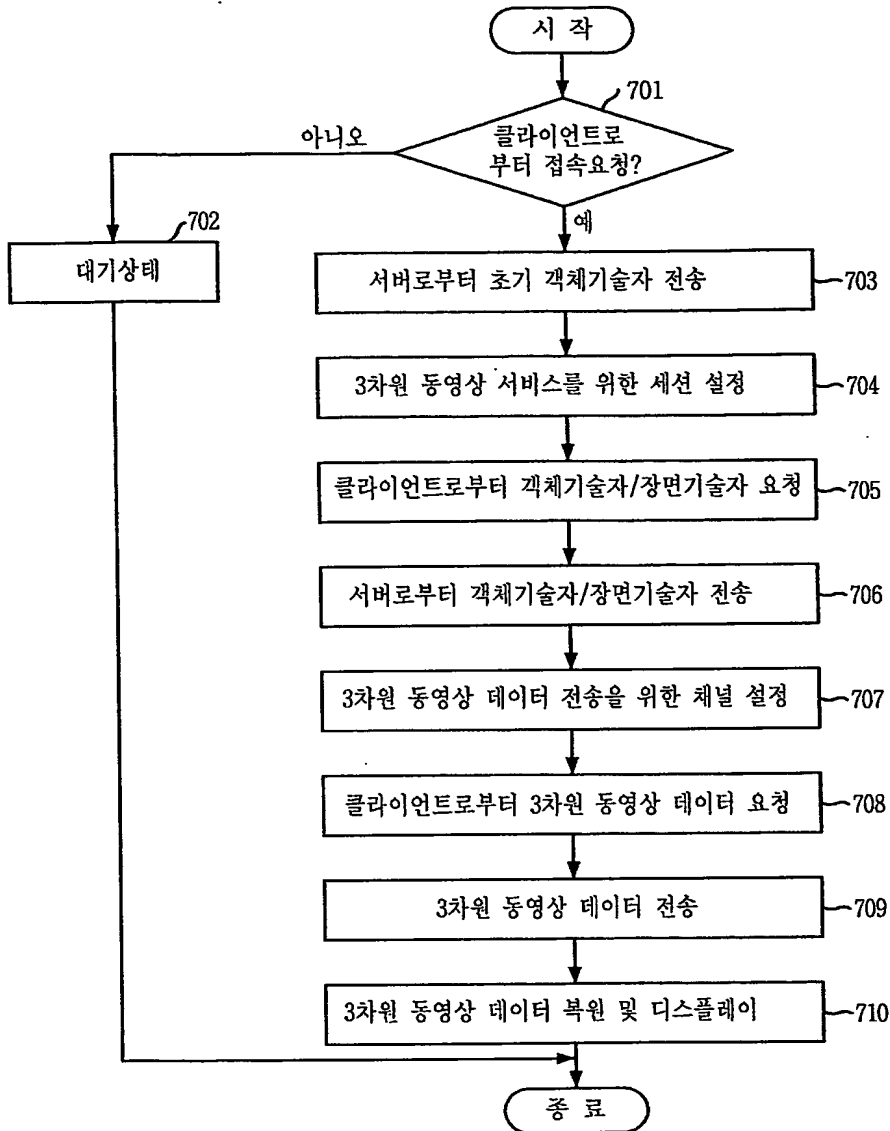 시 작
701
클라이언트로
부터 접속요청?
아니오
예
702
대기상태
서버로부터 초기 객체기술자 전송
703
3차원 동영상 서비스를 위한 세션 설정
704
클라이언트로부터 객체기술자/장면기술자 요청
705
서버로부터 객체기술자/장면기술자 전송
706
3차원 동영상 데이터 전송을 위한 채널 설정
707
클라이언트로부터 3차원 동영상 데이터 요청
708
3차원 동영상 데이터 전송
709
3차원 동영상 데이터 복원 및 디스플레이
710
종 료